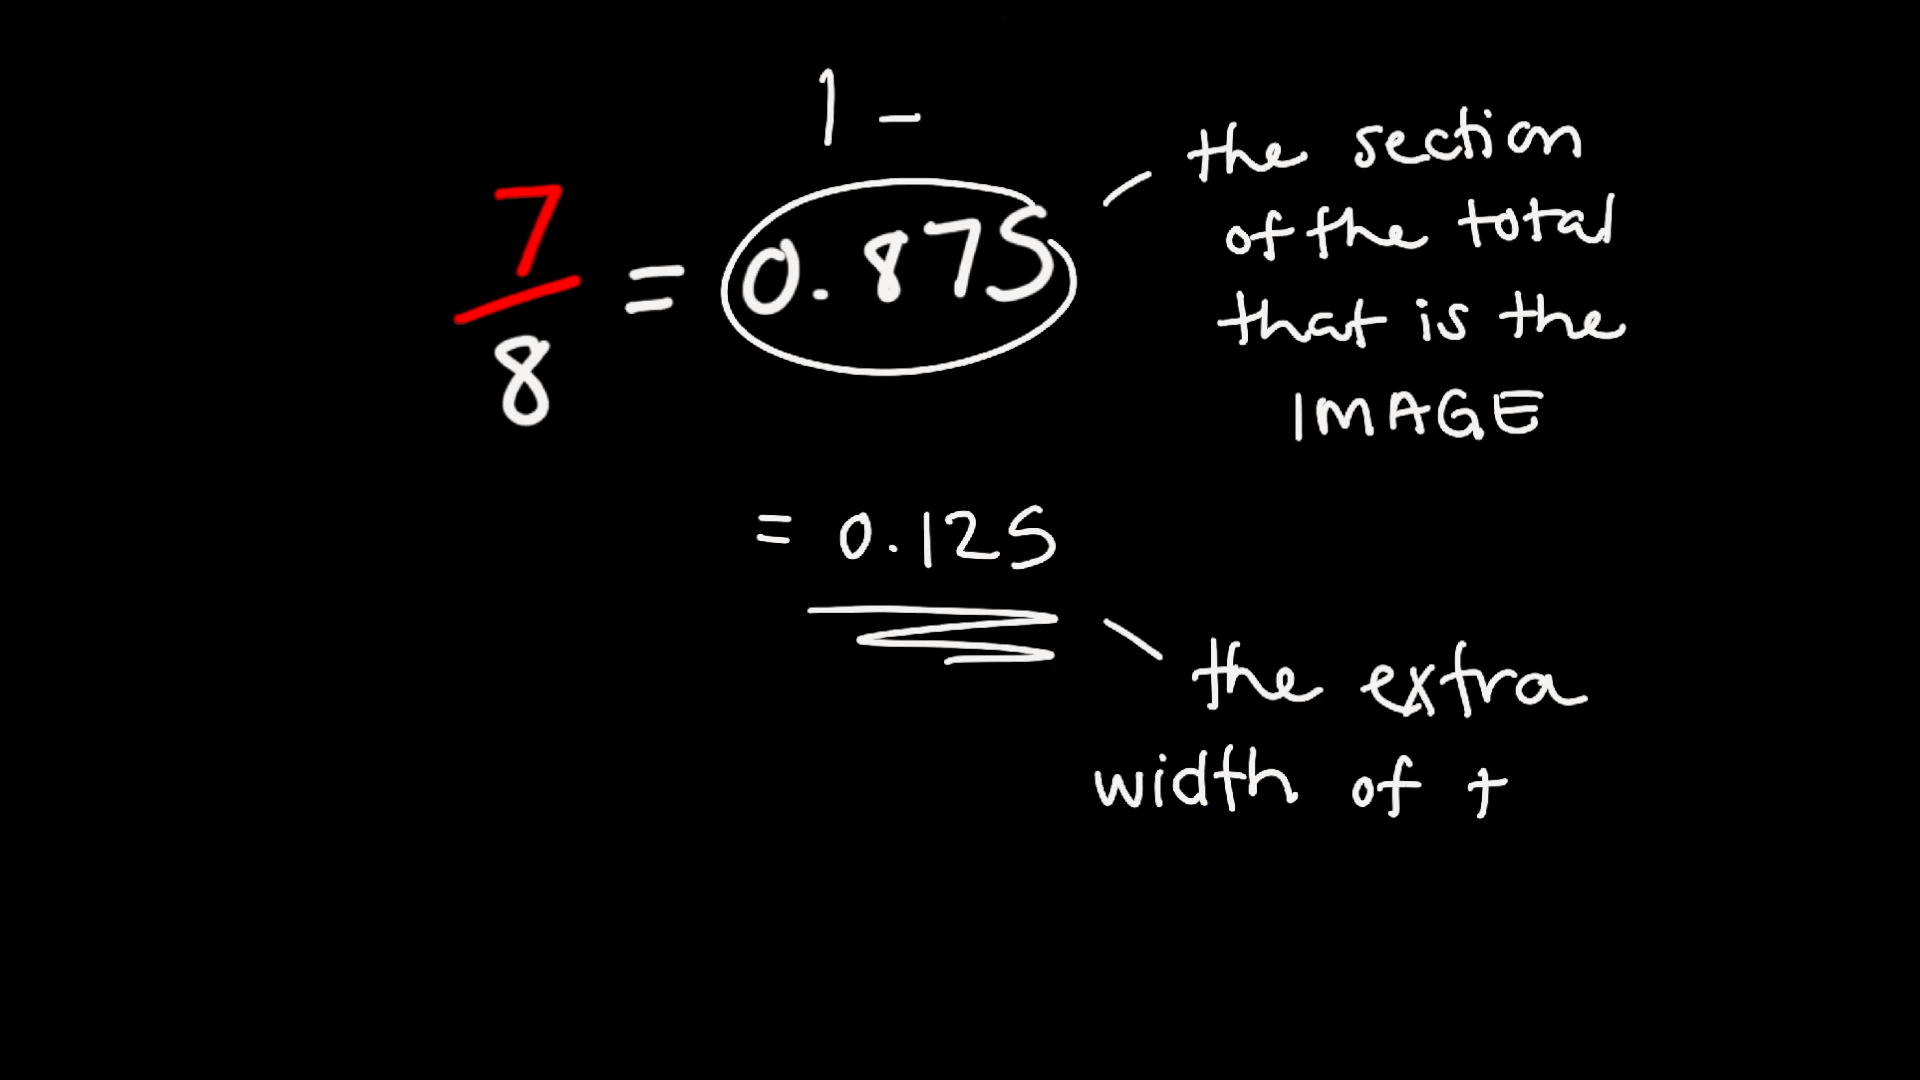 1 -
7/8 = 0.875
the section
of the total
that is the
IMAGE
= 0.125
the extra
width of t